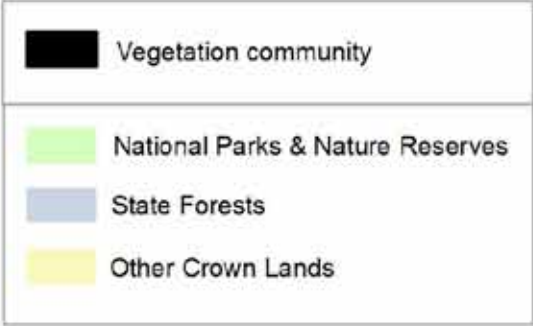 Vegetation community
National Parks & Nature Reserves
State Forests
Other Crown Lands